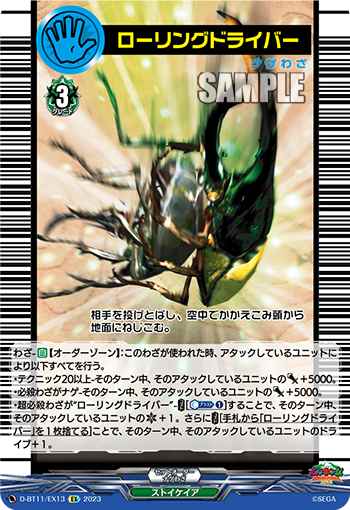 ローリングドライバー
なげわざ
SAMPLE
3
グレード
相手を投げとばし、空中でかかえこみ頭から
地面にねじこむ。
わざ-【オーダーゾーン】：このわざが使われた時、アタックしているユニットに
より以下すべてを行う。
・テクニック20以上-そのターン中、そのアタックしているユニットの+5000。
・必殺わざがナゲ-そのターン中、そのアタックしているユニットの+5000。
・超必殺わざが"ローリングドライバー"-[1]することで、そのターン中、
そのアタックしているユニットの+1。さらに[手札から「ローリングドライ
バー」を1枚捨てる]ことで、そのターン中、そのアタックしているユニットのド
ライブ+1。
セットオーダー
ストイケイア
D-BT11/EX13 2023
©SEGA